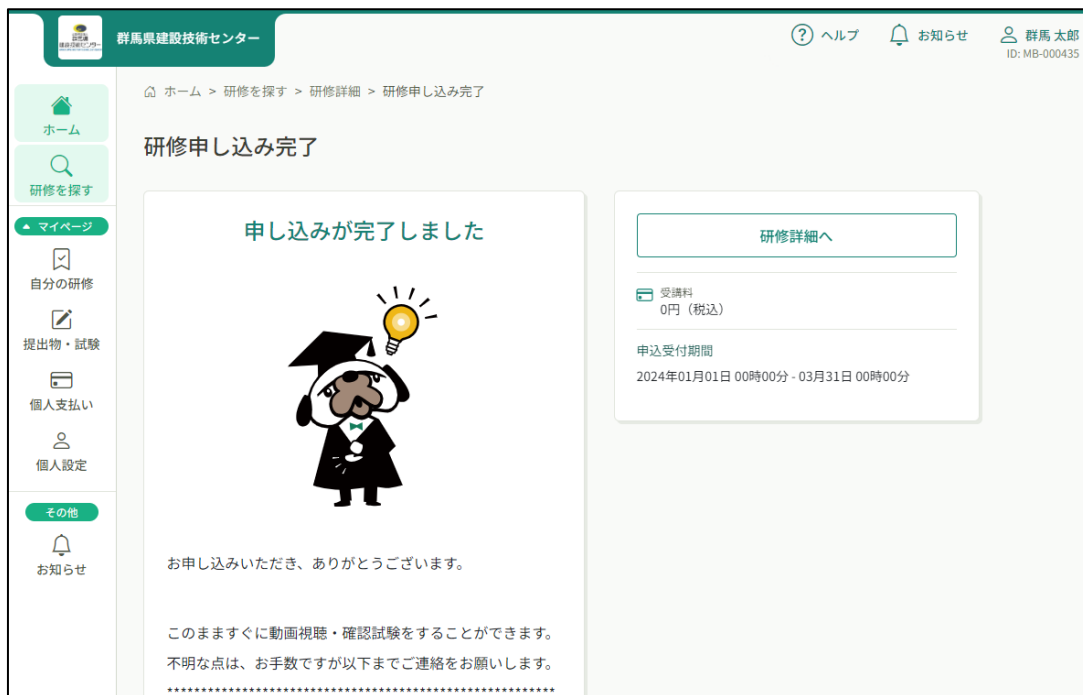 群馬県建設技術センター
ヘルプ
お知らせ
群馬 太郎
ID: MB-000435
ホーム > 研修を探す > 研修詳細 > 研修申し込み完了
ホーム
研修を探す
マイページ
自分の研修
提出物・試験
個人支払い
個人設定
その他
お知らせ
研修申し込み完了
申し込みが完了しました
お申し込みいただき、ありがとうございます。
このまますぐに動画視聴・確認試験をすることができます。
不明な点は、お手数ですが以下までご連絡をお願いします。
*********************************************************
研修詳細へ
受講料
0円（税込）
申込受付期間
2024年01月01日 00時00分 - 03月31日 00時00分